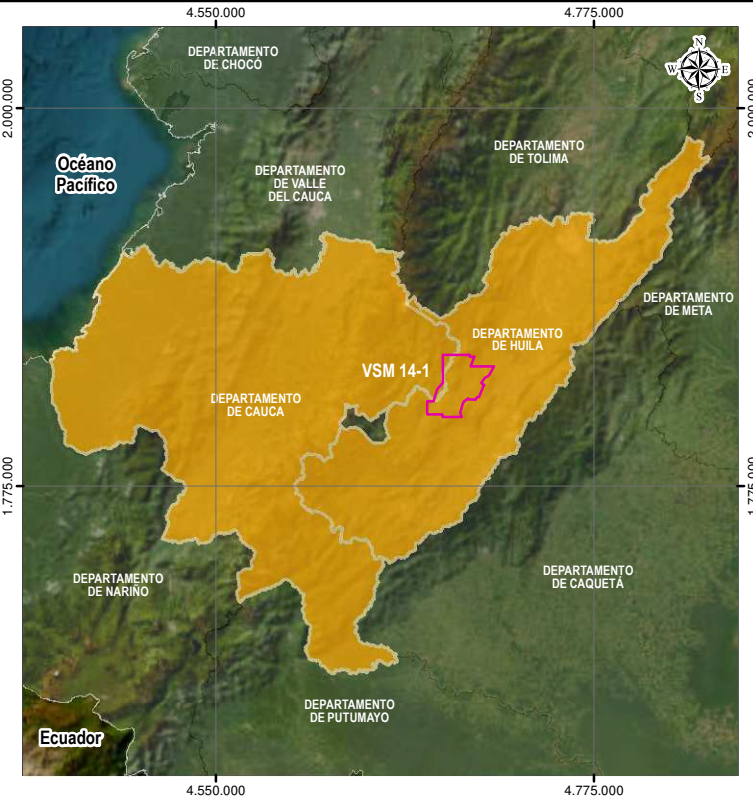 4.550.000
4.775.000
DEPARTAMENTO
DE CHOCÓ
N
W
E
S
2.000.000
2.000.000
DEPARTAMENTO
DE TOLIMA
Océano
Pacífico
DEPARTAMENTO
DE VALLE
DEL CAUCA
DEPARTAMENTO
DE META
DEPARTAMENTO
DE HUILA
VSM 14-1
DEPARTAMENTO
DE CAUCA
1.775.000
1.775.000
DEPARTAMENTO
DE NARIÑO
DEPARTAMENTO
DE CAQUETÁ
DEPARTAMENTO
DE PUTUMAYO
Ecuador
4.550.000
4.775.000